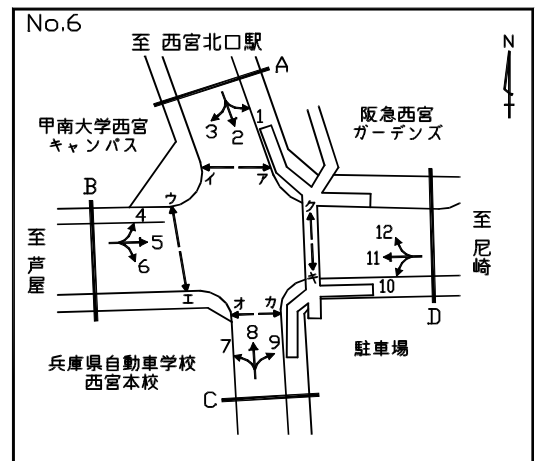 No.6
至 西宮北口駅
A
N
甲南大学西宮
キャンパス
阪急西宮
ガーデンズ
1
2
3
イ
ア
B
ウ
ク
4
5
6
12
11
10
至芦屋
至尼崎
エ
オ
カ
キ
D
7
8
9
兵庫県自動車学校
西宮本校
駐車場
C